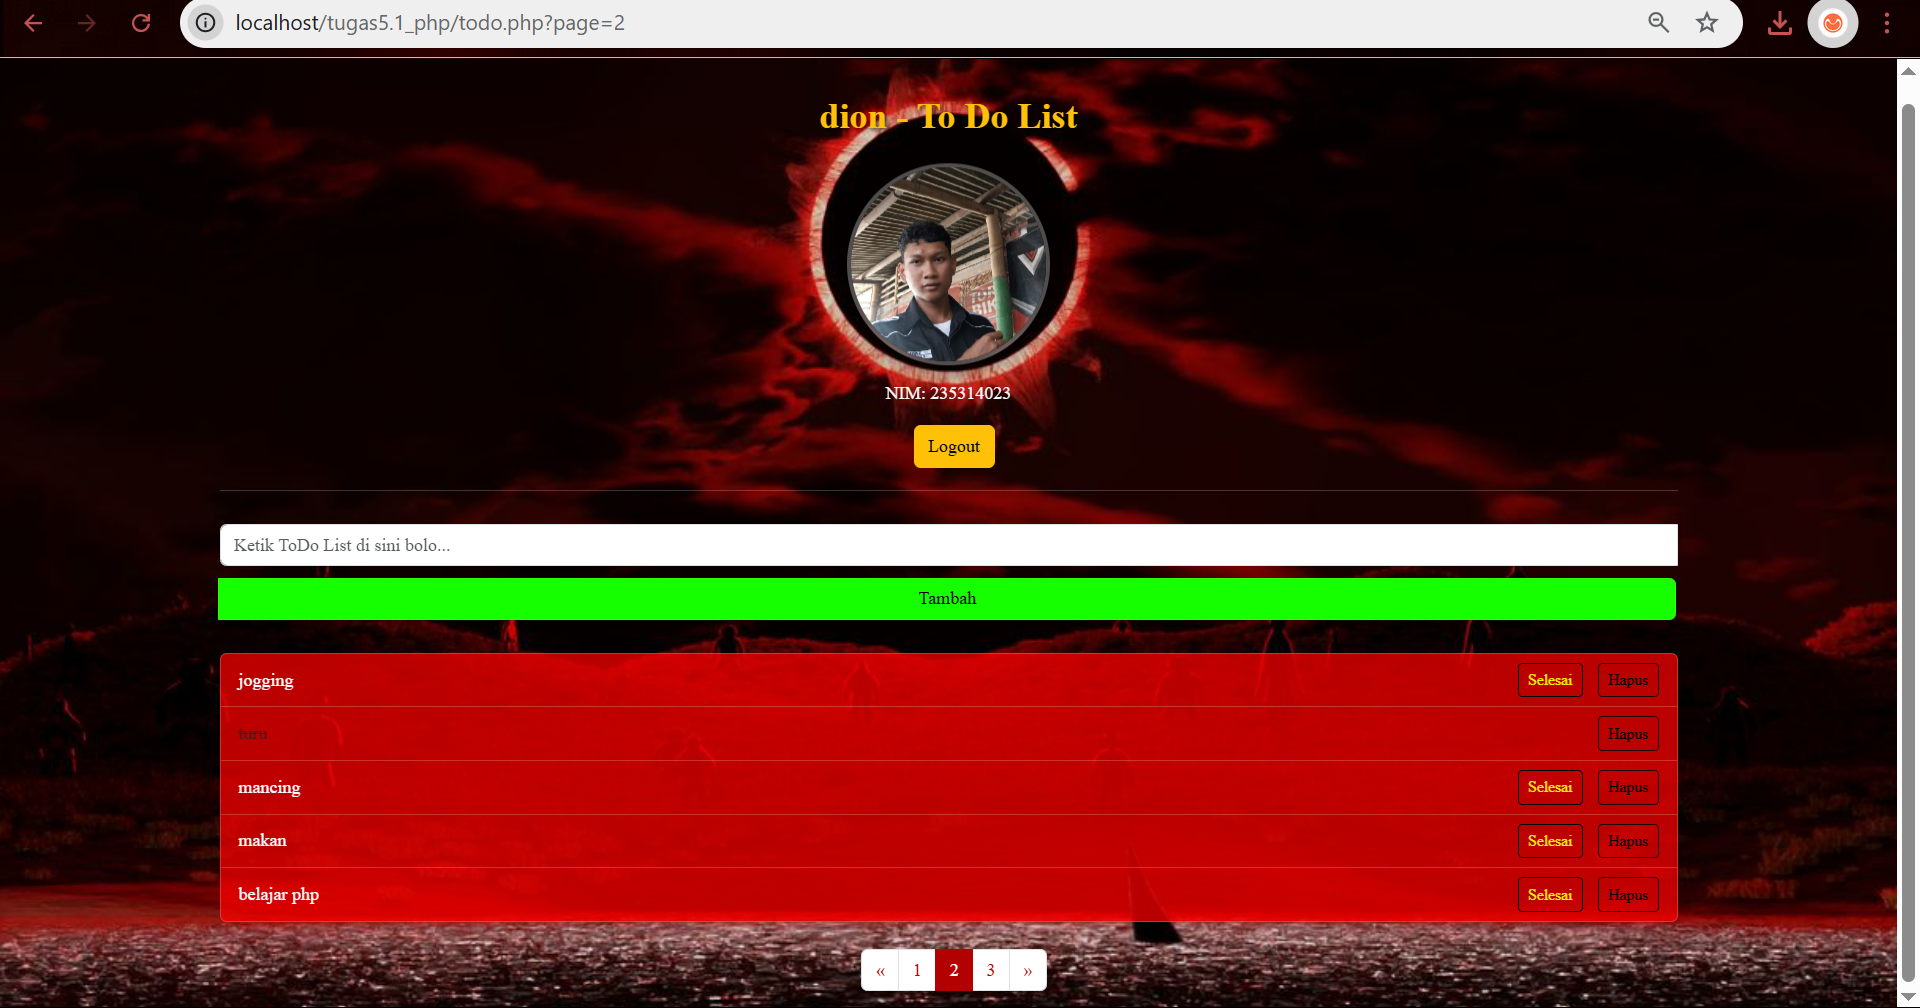 localhost/tugas5.1_php/todo.php?page=2
dion - To Do List
NIM: 235314023
Logout
Ketik ToDo List di sini bolo...
Tambah
jogging Selesai Hapus
turu Hapus
mancing Selesai Hapus
makan Selesai Hapus
belajar php Selesai Hapus
« 1 2 3 »